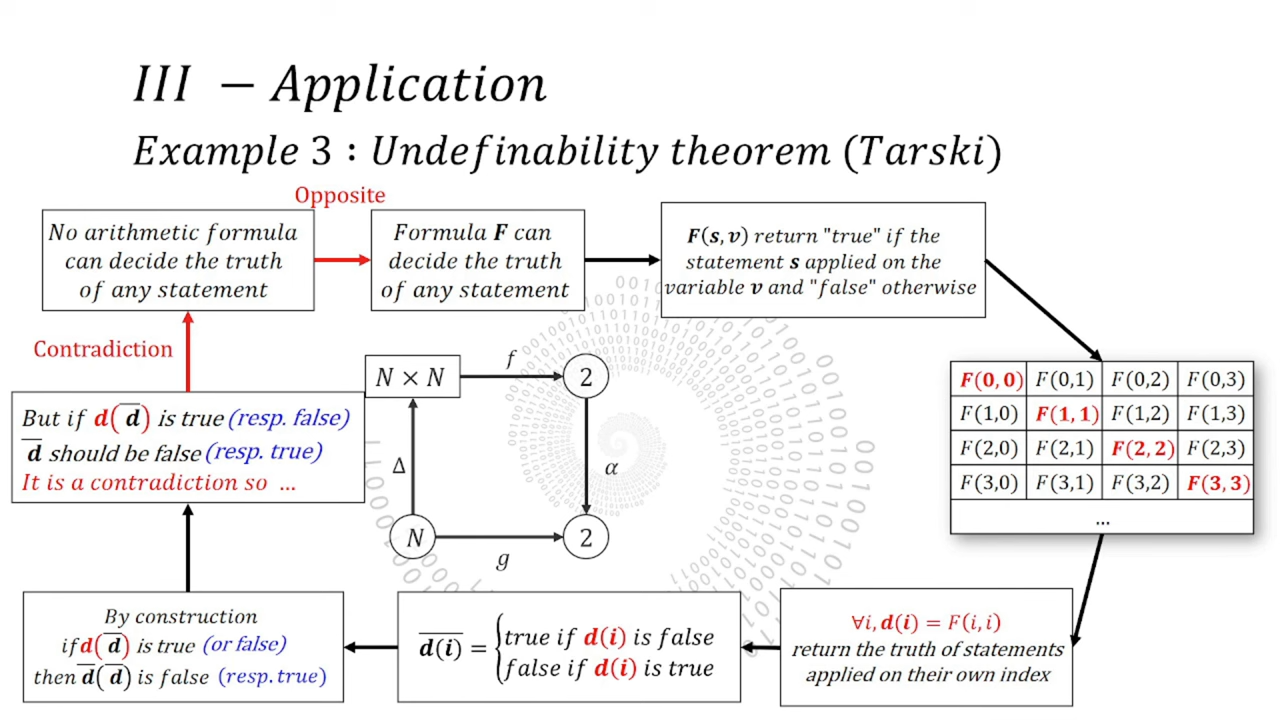 III – Application
Example 3 : Undefinability theorem (Tarski)
Opposite
No arithmetic formula
can decide the truth
of any statement
Formula F can
decide the truth
of any statement
F(s, v) return "true" if the
statement s applied on the
variable v and "false" otherwise
Contradiction
N × N
f
2
F(0, 0) F(0,1) F(0,2) F(0,3)
F(1,0) F(1, 1) F(1,2) F(1,3)
F(2,0) F(2,1) F(2, 2) F(2,3)
F(3,0) F(3,1) F(3,2) F(3, 3)
...
But if d(d̅) is true (resp. false)
d̅ should be false (resp. true)
It is a contradiction so ...
Δ
α
N
g
2
By construction
if d(d̅) is true (or false)
then d̅(d̅) is false (resp. true)
d(i)̅ = {true if d(i) is false
false if d(i) is true
∀i, d(i) = F(i, i)
return the truth of statements
applied on their own index